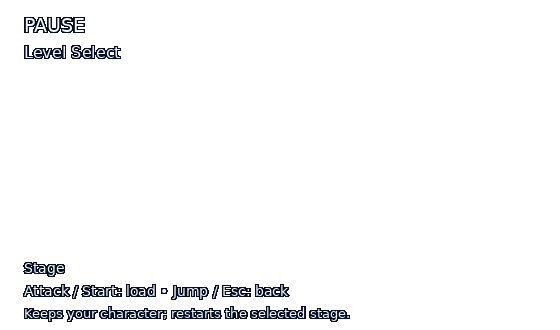 PAUSE
Level Select
Stage
Attack / Start: load • Jump / Esc: back
Keeps your character; restarts the selected stage.